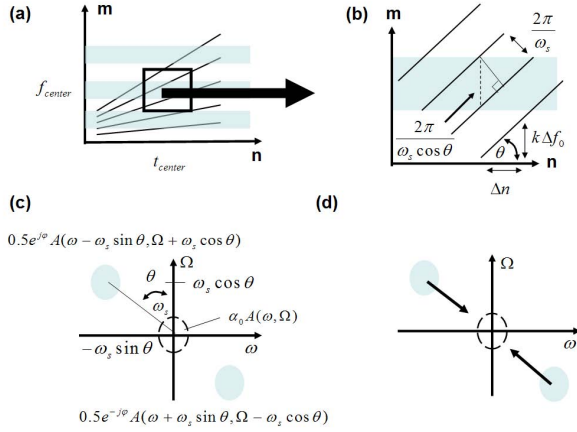 (a)
m
f_center
t_center
n
(b)
m
2π/ω_s
2π/(ω_s cos θ)
kΔf_0
θ
n
Δn
(c)
0.5e^{jφ} A(ω − ω_s sin θ, Ω + ω_s cos θ)
Ω
θ
ω_s cos θ
ω_s
α_0 A(ω, Ω)
−ω_s sin θ
ω
0.5e^{−jφ} A(ω + ω_s sin θ, Ω − ω_s cos θ)
(d)
Ω
ω